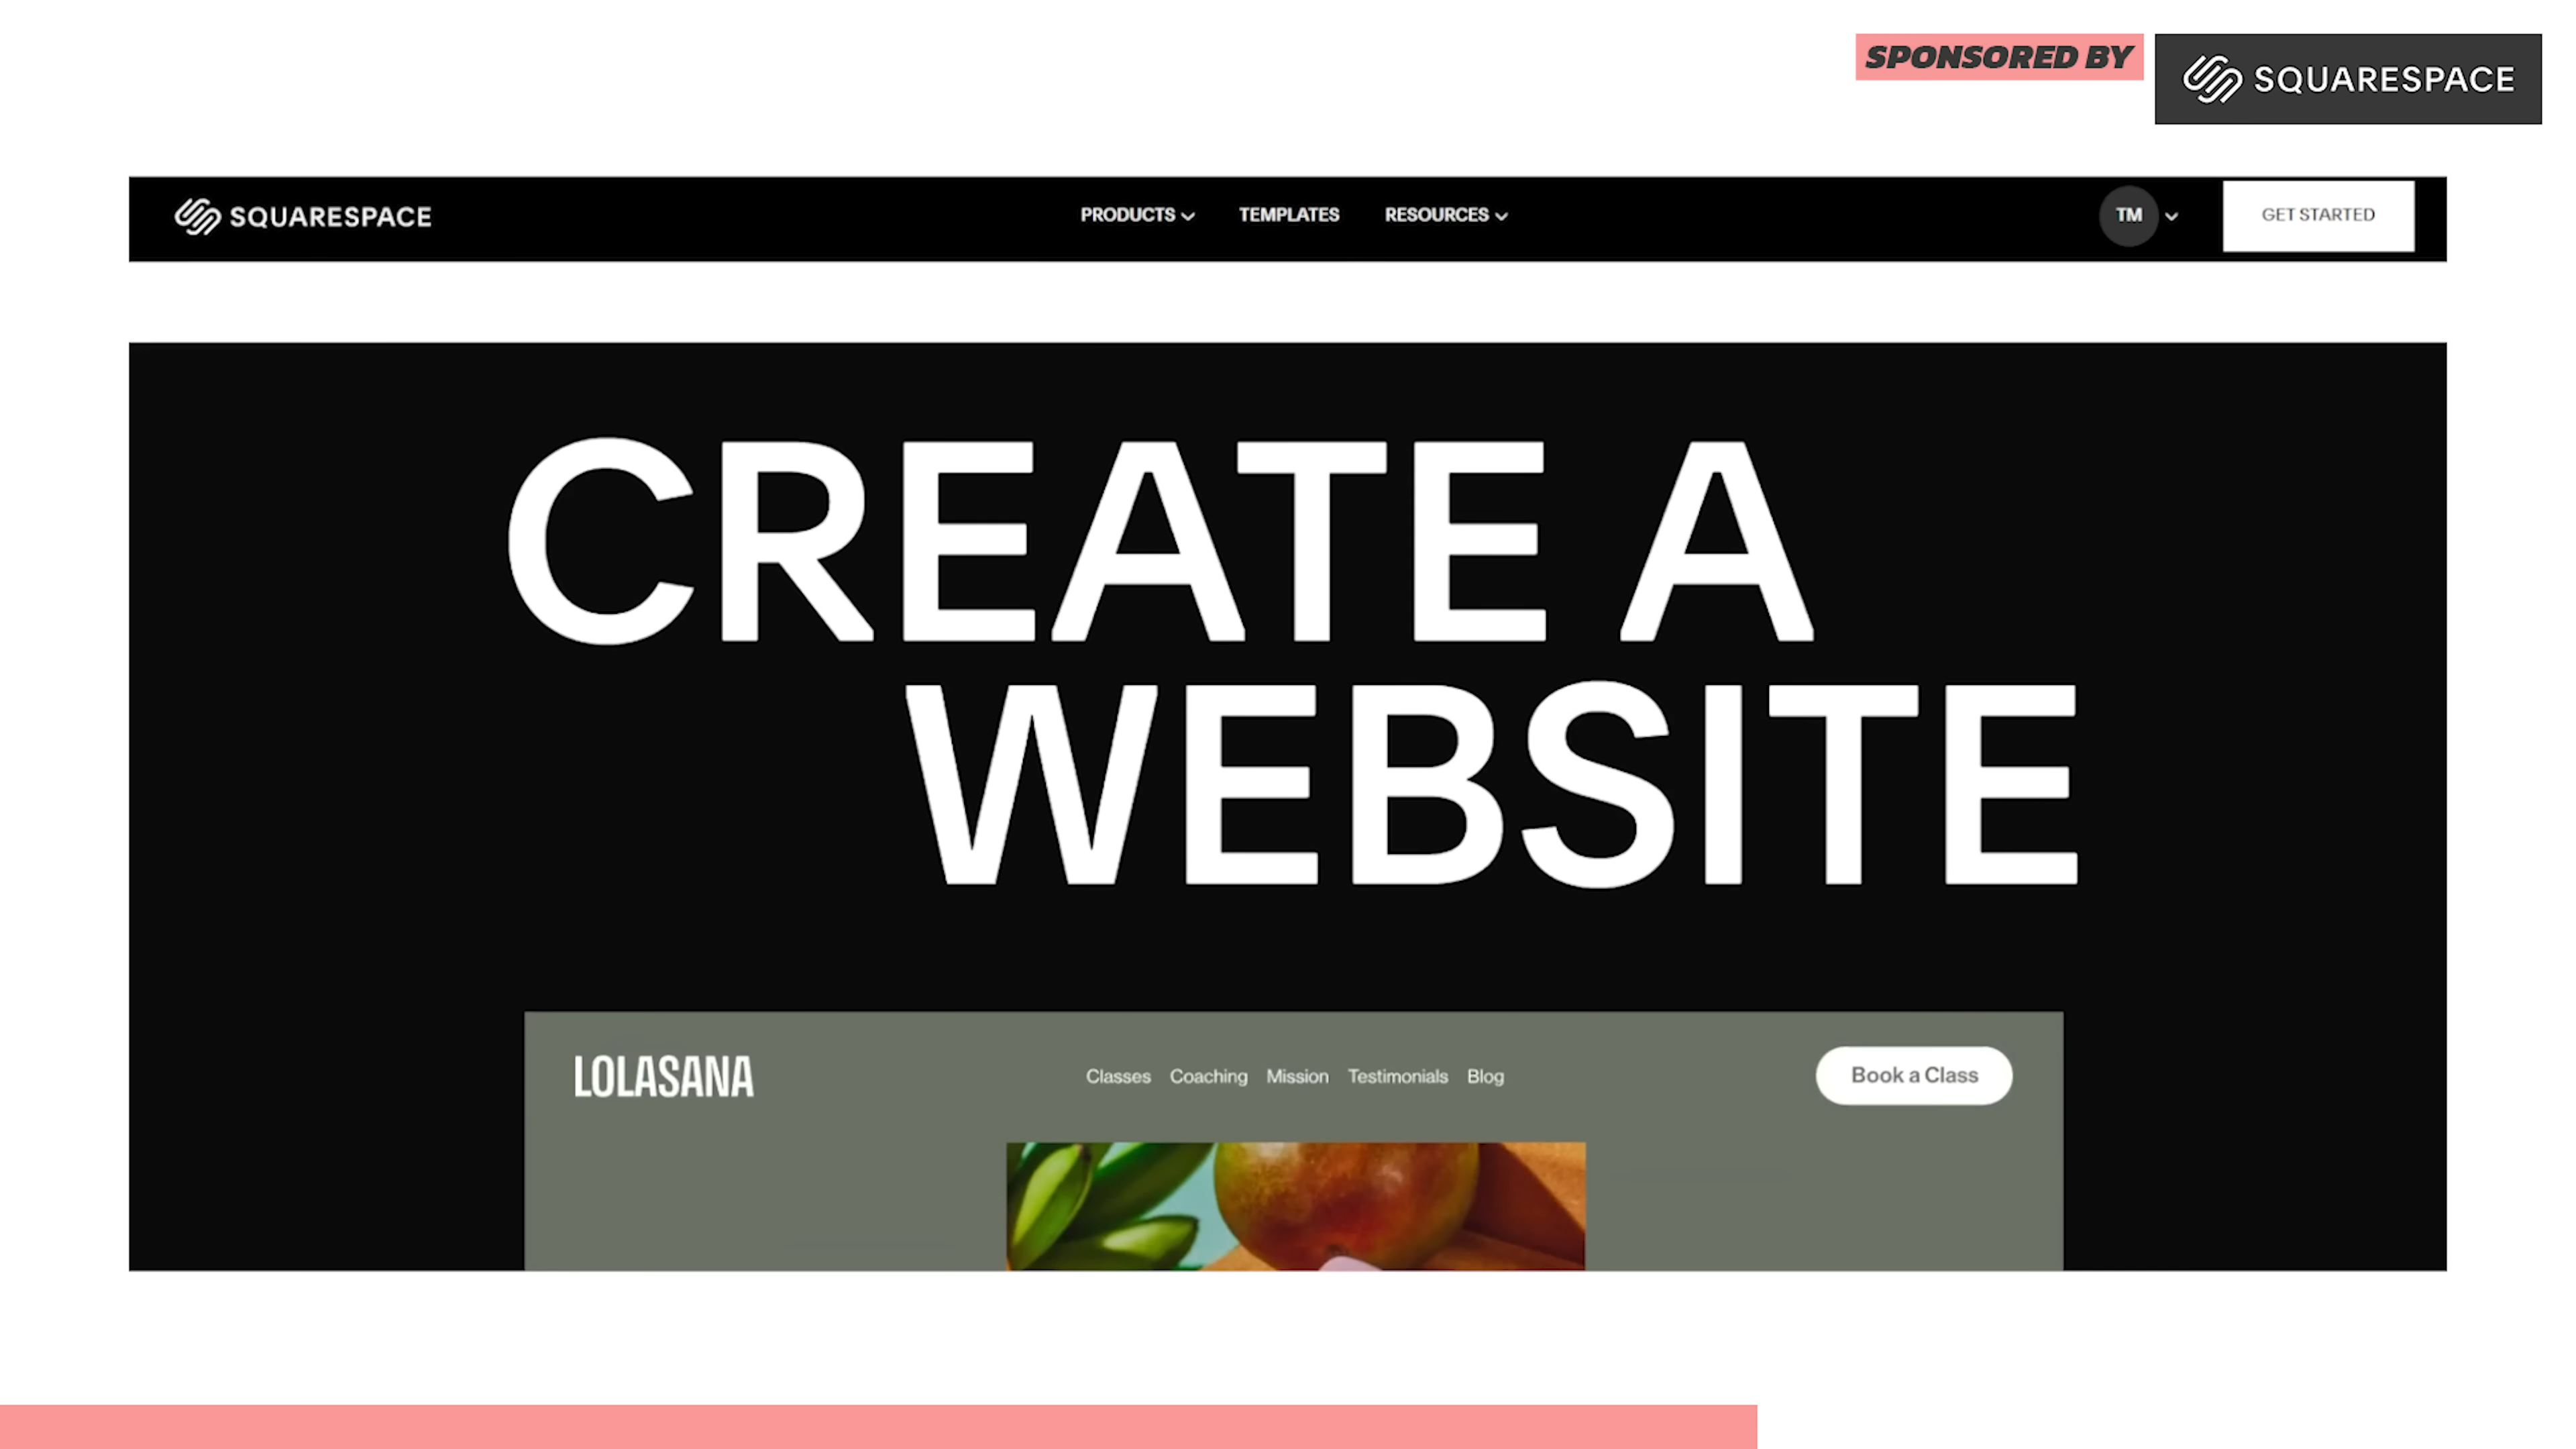 SPONSORED BY
SQUARESPACE
SQUARESPACE PRODUCTS TEMPLATES RESOURCES TM GET STARTED
CREATE A
WEBSITE
LOLASANA Classes Coaching Mission Testimonials Blog Book a Class